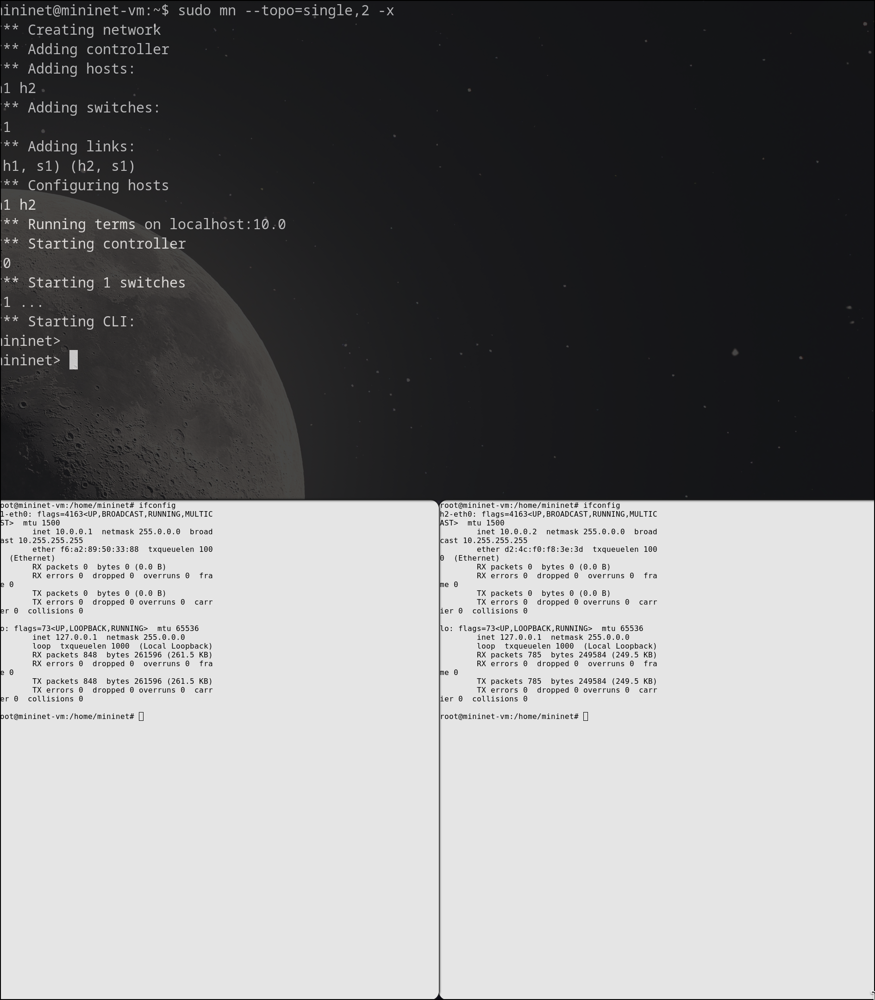 mininet@mininet-vm:~$ sudo mn --topo=single,2 -x
*** Creating network
*** Adding controller
*** Adding hosts:
h1 h2
*** Adding switches:
s1
*** Adding links:
(h1, s1) (h2, s1)
*** Configuring hosts
h1 h2
*** Running terms on localhost:10.0
*** Starting controller
c0
*** Starting 1 switches
s1 ...
*** Starting CLI:
mininet>
mininet>
oot@mininet-vm:/home/mininet# ifconfig
1-eth0: flags=4163<UP,BROADCAST,RUNNING,MULTIC
ST>  mtu 1500
inet 10.0.0.1  netmask 255.0.0.0  broad
ast 10.255.255.255
ether f6:a2:89:50:33:88  txqueuelen 100
(Ethernet)
RX packets 0  bytes 0 (0.0 B)
RX errors 0  dropped 0  overruns 0  fra
e 0
TX packets 0  bytes 0 (0.0 B)
TX errors 0  dropped 0 overruns 0  carr
er 0  collisions 0
o: flags=73<UP,LOOPBACK,RUNNING>  mtu 65536
inet 127.0.0.1  netmask 255.0.0.0
loop  txqueuelen 1000  (Local Loopback)
RX packets 848  bytes 261596 (261.5 KB)
RX errors 0  dropped 0  overruns 0  fra
e 0
TX packets 848  bytes 261596 (261.5 KB)
TX errors 0  dropped 0 overruns 0  carr
er 0  collisions 0
oot@mininet-vm:/home/mininet#
root@mininet-vm:/home/mininet# ifconfig
h2-eth0: flags=4163<UP,BROADCAST,RUNNING,MULTIC
AST>  mtu 1500
inet 10.0.0.2  netmask 255.0.0.0  broad
cast 10.255.255.255
ether d2:4c:f0:f8:3e:3d  txqueuelen 100
0  (Ethernet)
RX packets 0  bytes 0 (0.0 B)
RX errors 0  dropped 0  overruns 0  fra
me 0
TX packets 0  bytes 0 (0.0 B)
TX errors 0  dropped 0 overruns 0  carr
ier 0  collisions 0
lo: flags=73<UP,LOOPBACK,RUNNING>  mtu 65536
inet 127.0.0.1  netmask 255.0.0.0
loop  txqueuelen 1000  (Local Loopback)
RX packets 785  bytes 249584 (249.5 KB)
RX errors 0  dropped 0  overruns 0  fra
me 0
TX packets 785  bytes 249584 (249.5 KB)
TX errors 0  dropped 0 overruns 0  carr
ier 0  collisions 0
root@mininet-vm:/home/mininet#